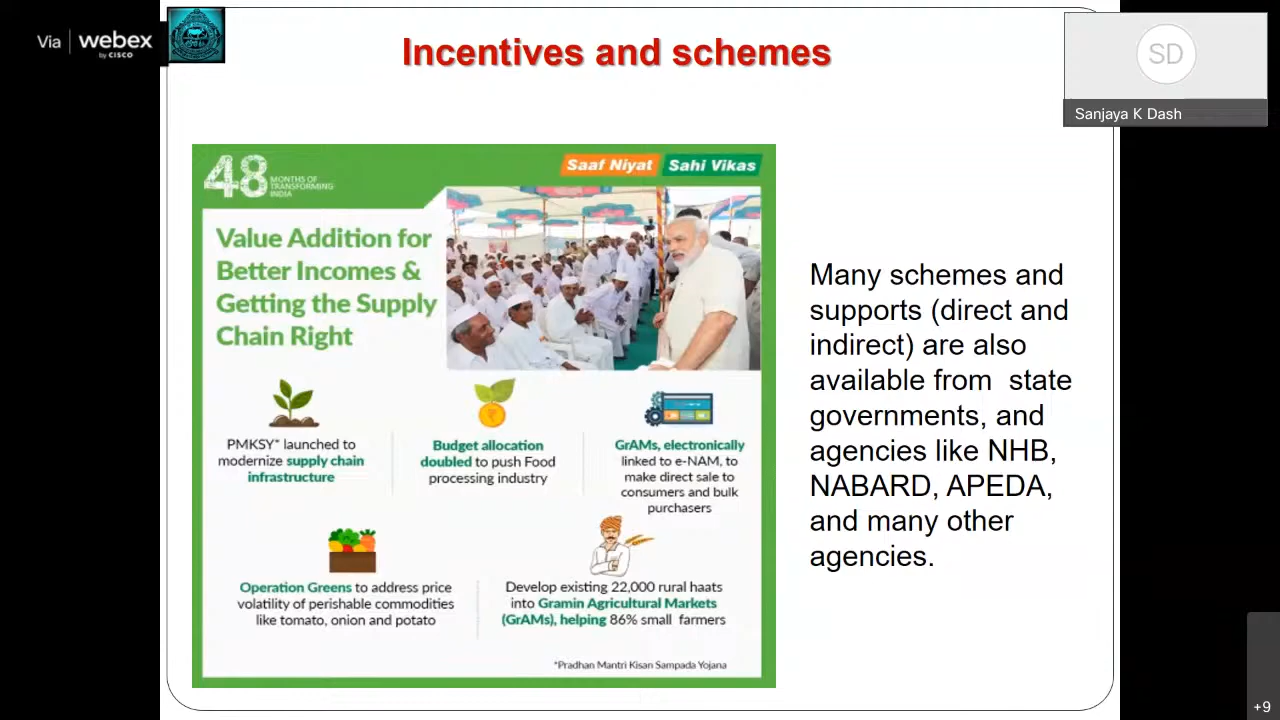 Via webex
by CISCO
Incentives and schemes
SD
Sanjaya K Dash
48 MONTHS OF
TRANSFORMING
INDIA
Saaf Niyat Sahi Vikas
Value Addition for
Better Incomes &
Getting the Supply
Chain Right
PMKSY* launched to
modernize supply chain
infrastructure
Budget allocation
doubled to push Food
processing industry
GrAMs, electronically
linked to e-NAM, to
make direct sale to
consumers and bulk
purchasers
Operation Greens to address price
volatility of perishable commodities
like tomato, onion and potato
Develop existing 22,000 rural haats
into Gramin Agricultural Markets
(GrAMs), helping 86% small farmers
*Pradhan Mantri Kisan Sampada Yojana
Many schemes and
supports (direct and
indirect) are also
available from state
governments, and
agencies like NHB,
NABARD, APEDA,
and many other
agencies.
+9